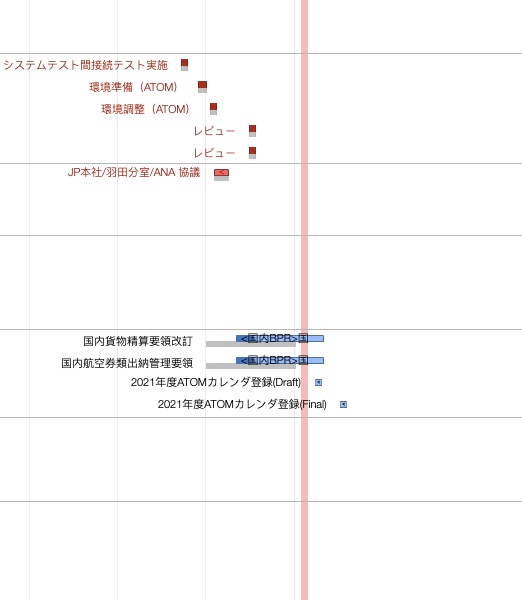 システムテスト間接続テスト実施
環境準備（ATOM）
環境調整（ATOM）
レビュー
レビュー
JP本社/羽田分室/ANA 協議
国内貨物精算要領改訂 <国内BPR>国
国内航空券類出納管理要領 <国内BPR>国
2021年度ATOMカレンダ登録(Draft)
2021年度ATOMカレンダ登録(Final)